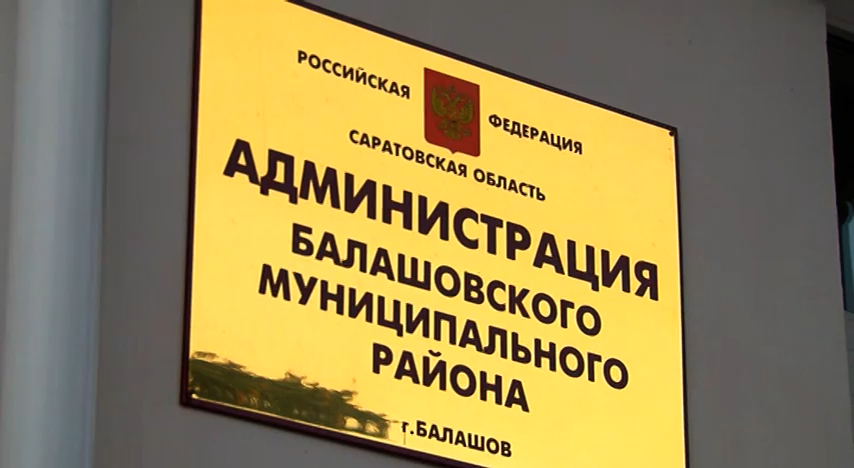 РОССИЙСКАЯ ФЕДЕРАЦИЯ
САРАТОВСКАЯ ОБЛАСТЬ
АДМИНИСТРАЦИЯ
БАЛАШОВСКОГО
МУНИЦИПАЛЬНОГО
РАЙОНА
г.БАЛАШОВ